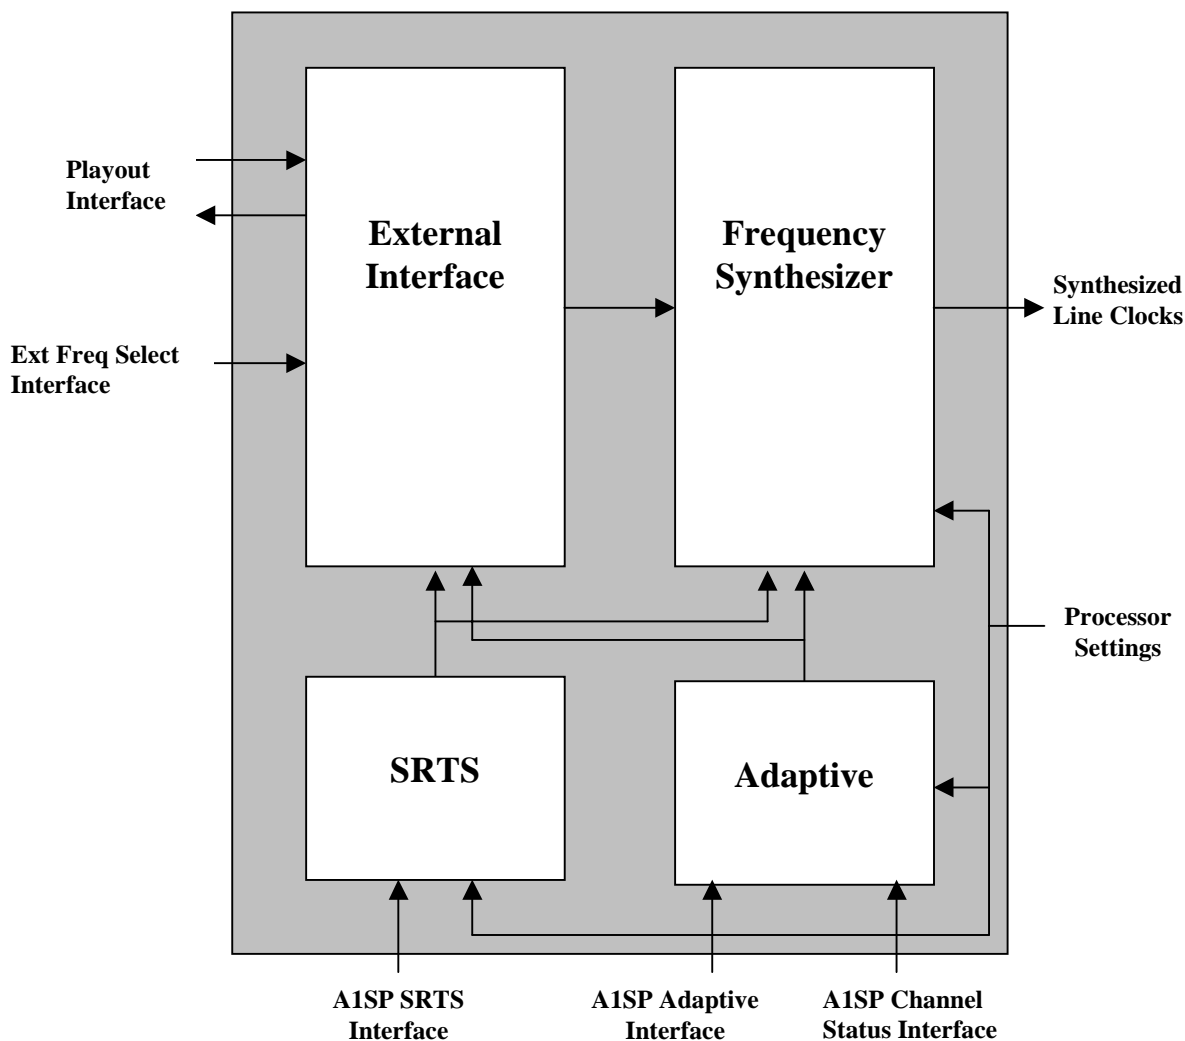 Playout
Interface
External
Interface
Frequency
Synthesizer
Synthesized
Line Clocks
Ext Freq Select
Interface
Processor
Settings
SRTS
Adaptive
A1SP SRTS
Interface
A1SP Adaptive
Interface
A1SP Channel
Status Interface